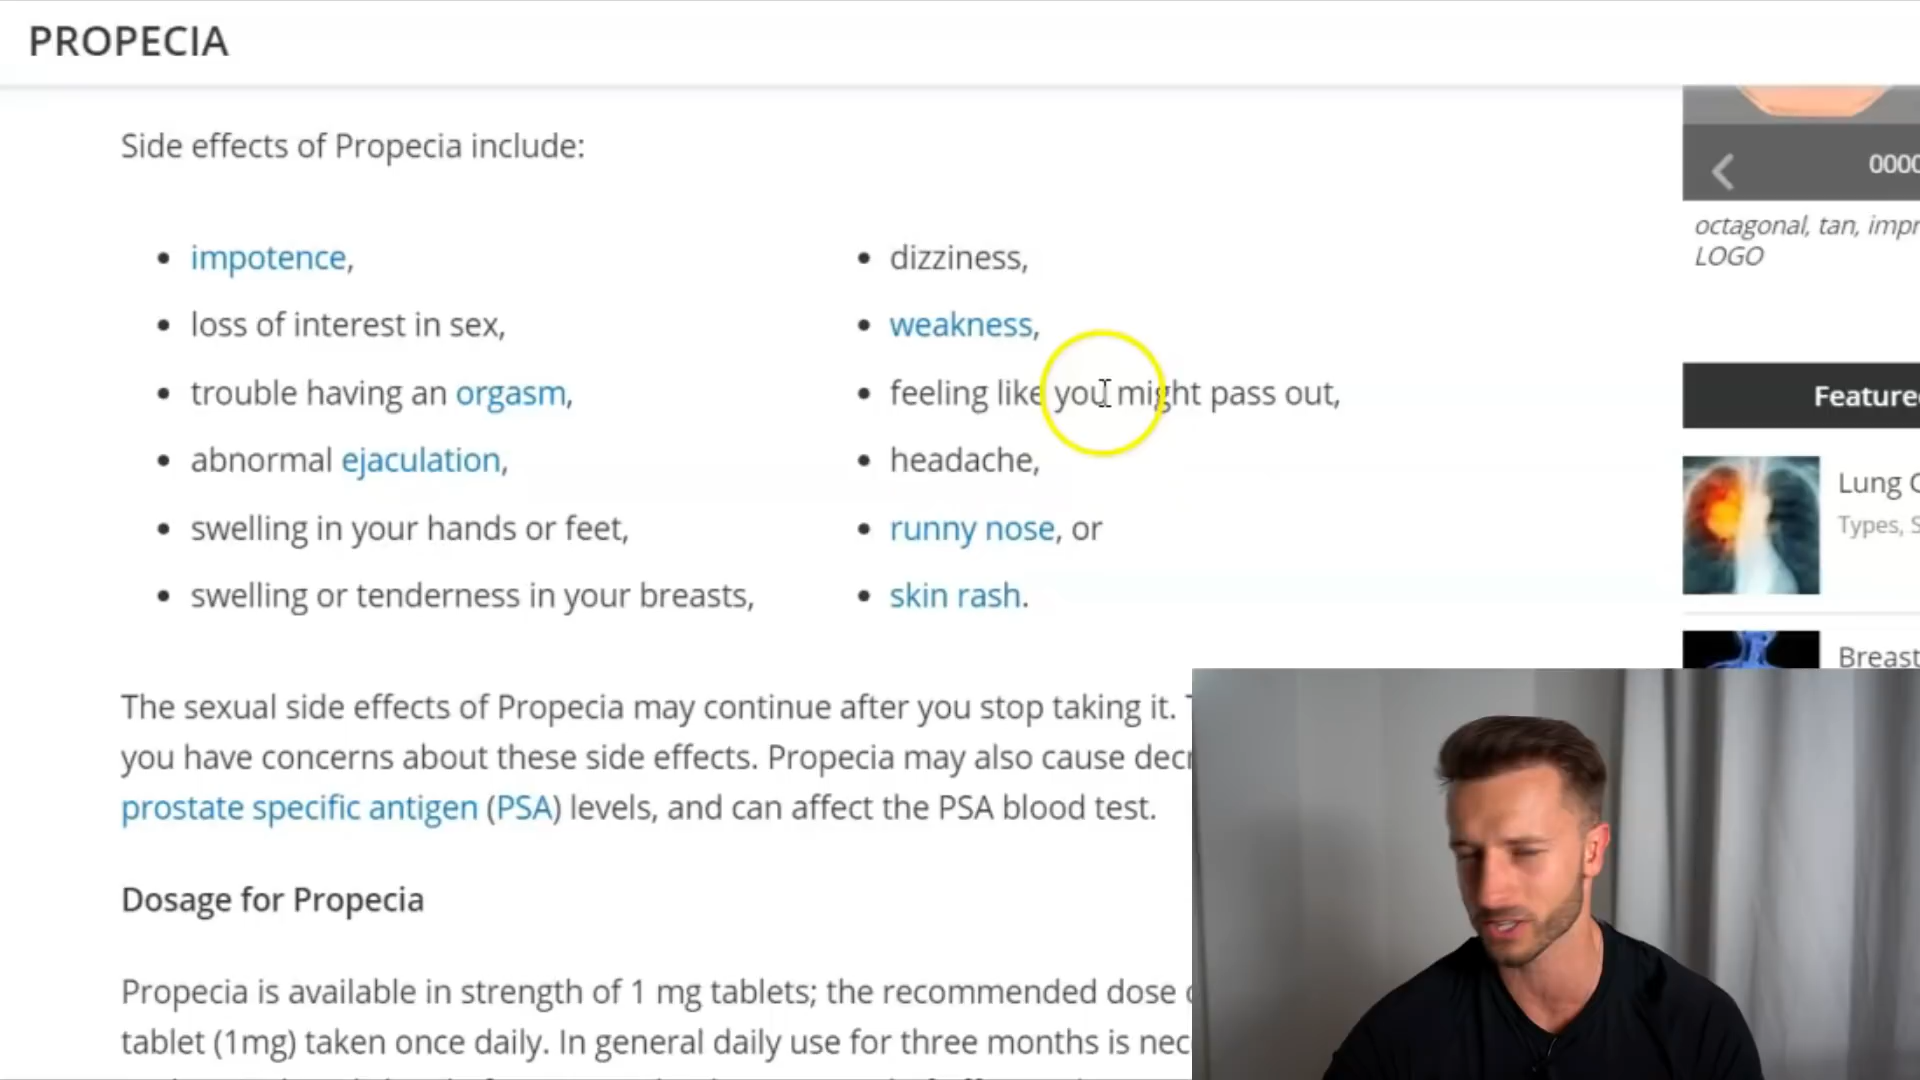 PROPECIA
Side effects of Propecia include:
impotence,
loss of interest in sex,
trouble having an orgasm,
abnormal ejaculation,
swelling in your hands or feet,
swelling or tenderness in your breasts,
dizziness,
weakness,
feeling like you might pass out,
headache,
runny nose, or
skin rash.
The sexual side effects of Propecia may continue after you stop taking it.
you have concerns about these side effects. Propecia may also cause
prostate specific antigen (PSA) levels, and can affect the PSA blood test.
Dosage for Propecia
Propecia is available in strength of 1 mg tablets; the recommended dose
tablet (1mg) taken once daily. In general daily use for three months is
0000
octagonal, tan,
LOGO
Lung
Types,